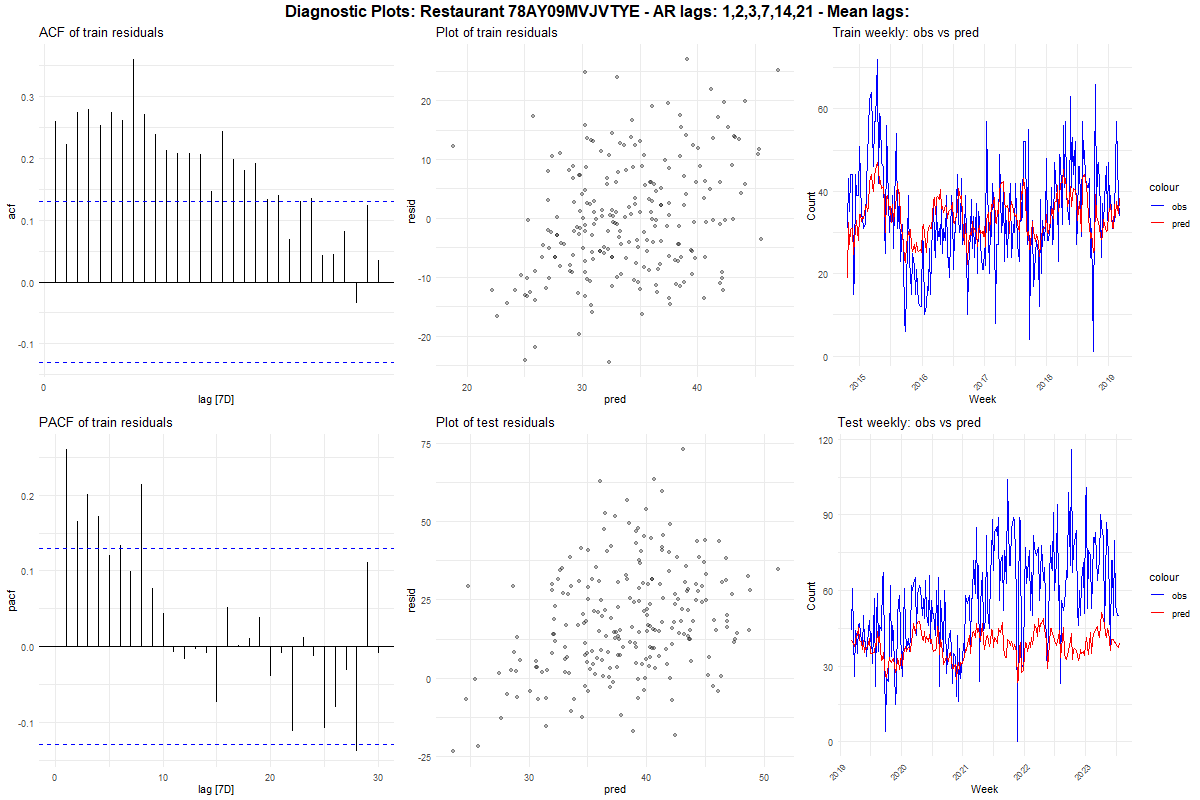 Diagnostic Plots: Restaurant 78AY09MVJVTYE - AR lags: 1,2,3,7,14,21 - Mean lags:
ACF of train residuals
acf
0.3
0.2
0.1
0.0
-0.1
0
lag [7D]
Plot of train residuals
resid
20
10
0
-10
-20
20 30 40
pred
Train weekly: obs vs pred
Count
60
40
20
0
2015 2016 2017 2018 2019
Week
colour
obs
pred
PACF of train residuals
pacf
0.2
0.1
0.0
-0.1
0 10 20 30
lag [7D]
Plot of test residuals
resid
75
50
25
0
-25
30 40 50
pred
Test weekly: obs vs pred
Count
120
90
60
30
0
2019 2020 2021 2022 2023
Week
colour
obs
pred